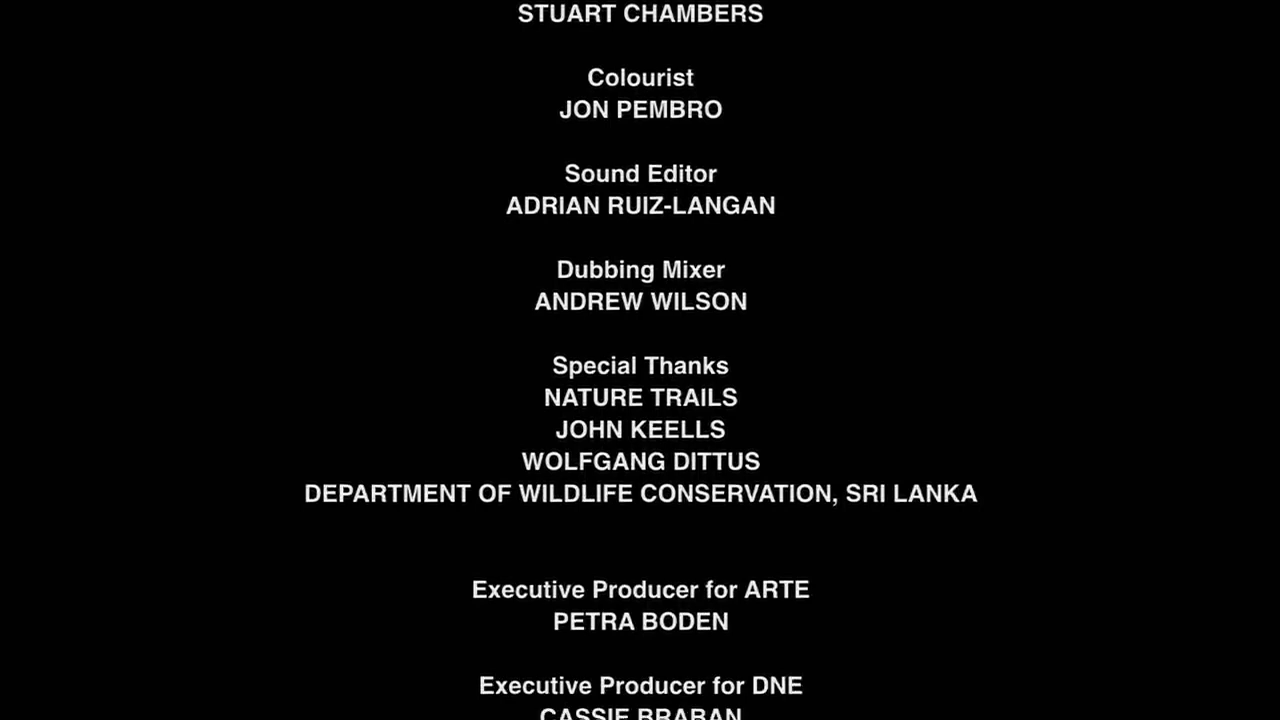 STUART CHAMBERS
Colourist
JON PEMBRO
Sound Editor
ADRIAN RUIZ-LANGAN
Dubbing Mixer
ANDREW WILSON
Special Thanks
NATURE TRAILS
JOHN KEELLS
WOLFGANG DITTUS
DEPARTMENT OF WILDLIFE CONSERVATION, SRI LANKA
Executive Producer for ARTE
PETRA BODEN
Executive Producer for DNE
CASSIE BRABAN